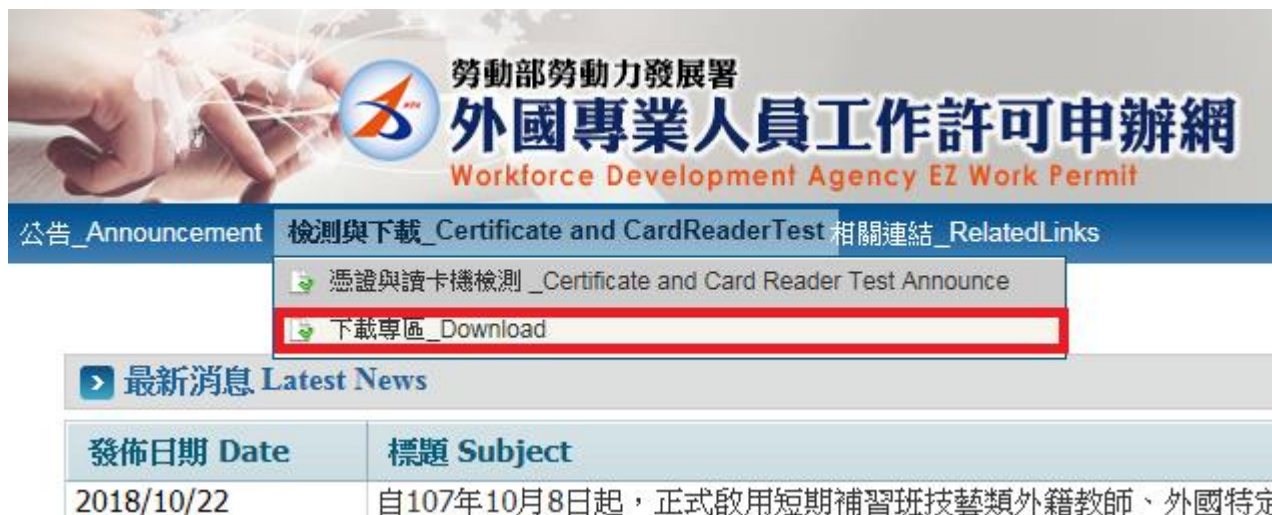 勞動部勞動力發展署
外國專業人員工作許可申辦網
Workforce Development Agency EZ Work Permit
公告_Announcement 檢測與下載_Certificate and CardReaderTest 相關連結_RelatedLinks
憑證與讀卡機檢測 _Certificate and Card Reader Test Announce
下載專區_Download
最新消息 Latest News
發佈日期 Date 標題 Subject
2018/10/22 自107年10月8日起，正式啟用短期補習班技藝類外籍教師、外國特定